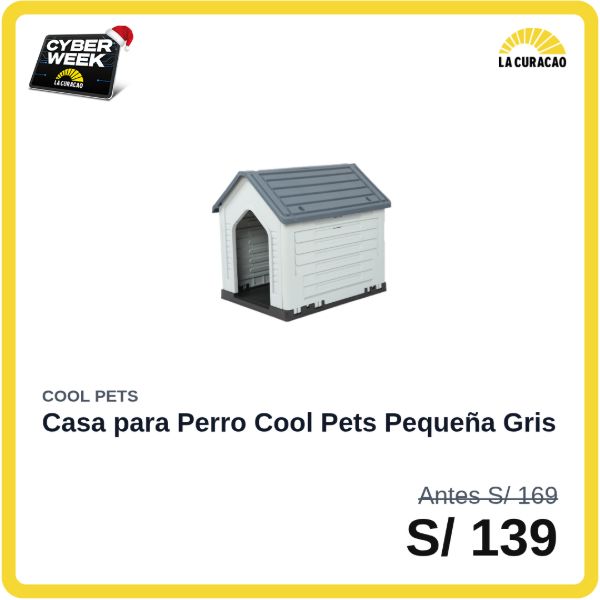 CYBER
WEEK
LA CURACAO
LA CURACAO
COOL PETS
Casa para Perro Cool Pets Pequeña Gris
Antes S/ 169
S/ 139